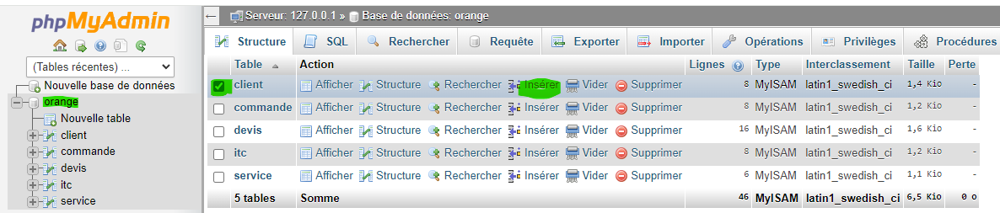 phpMyAdmin
(Tables récentes) ...
Nouvelle base de données
orange
Nouvelle table
client
commande
devis
itc
service
Serveur: 127.0.0.1 » Base de données: orange
Structure SQL Rechercher Requête Exporter Importer Opérations Privilèges Procédures
Table Action Lignes Type Interclassement Taille Perte
client Afficher Structure Rechercher Insérer Vider Supprimer 8 MyISAM latin1_swedish_ci 1,4 Kio -
commande Afficher Structure Rechercher Insérer Vider Supprimer 8 MyISAM latin1_swedish_ci 1,2 Kio -
devis Afficher Structure Rechercher Insérer Vider Supprimer 16 MyISAM latin1_swedish_ci 1,6 Kio -
itc Afficher Structure Rechercher Insérer Vider Supprimer 8 MyISAM latin1_swedish_ci 1,2 Kio -
service Afficher Structure Rechercher Insérer Vider Supprimer 6 MyISAM latin1_swedish_ci 1,1 Kio -
5 tables Somme 46 MyISAM latin1_swedish_ci 6,5 Kio 0 o